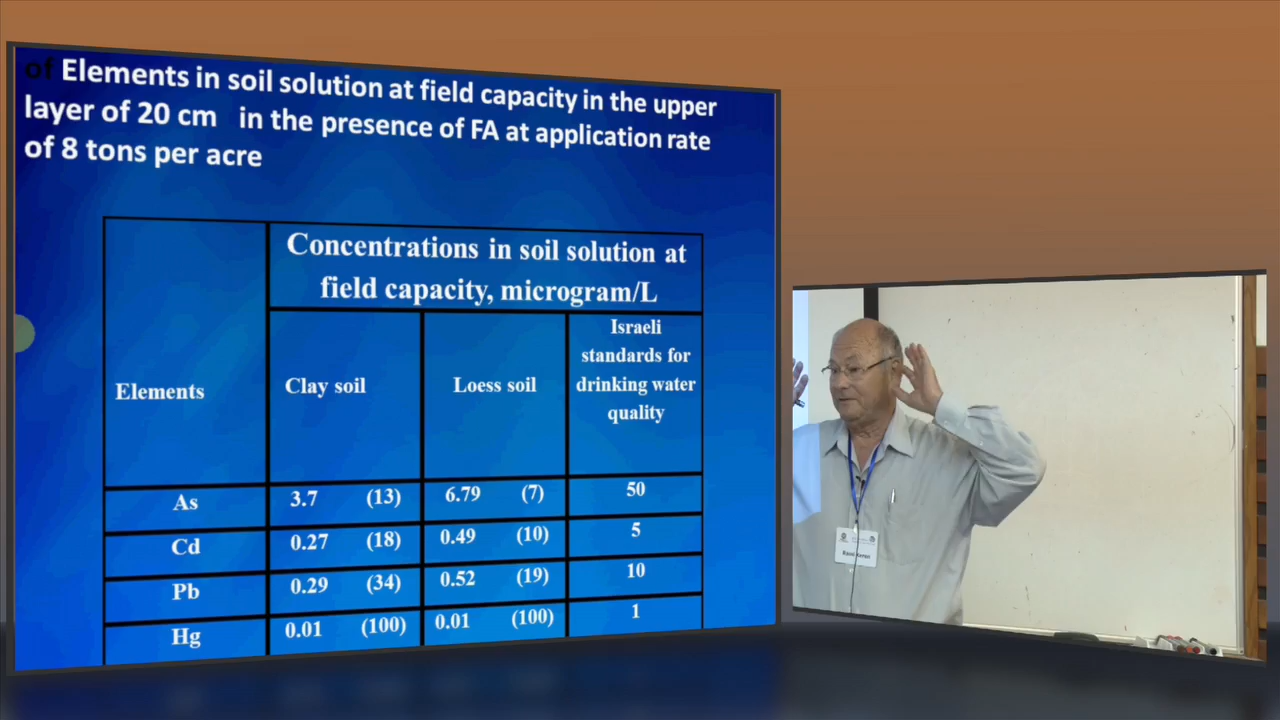 of Elements in soil solution at field capacity in the upper
layer of 20 cm in the presence of FA at application rate
of 8 tons per acre
Concentrations in soil solution at
field capacity, microgram/L
Elements
Clay soil
Loess soil
Israeli
standards for
drinking water
quality
As 3.7 (13) 6.79 (7) 50
Cd 0.27 (18) 0.49 (10) 5
Pb 0.29 (34) 0.52 (19) 10
Hg 0.01 (100) 0.01 (100) 1